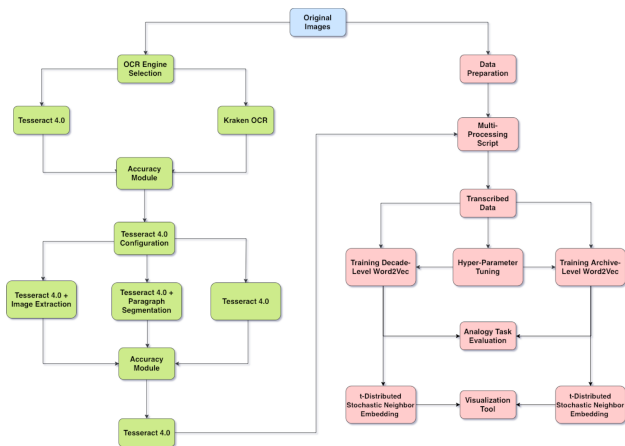 Original
Images
OCR Engine
Selection
Data
Preparation
Tesseract 4.0
Kraken OCR
Multi-
Processing
Script
Accuracy
Module
Transcribed
Data
Tesseract 4.0
Configuration
Training Decade-
Level Word2Vec
Hyper-Parameter
Tuning
Training Archive-
Level Word2Vec
Tesseract 4.0 +
Image Extraction
Tesseract 4.0 +
Paragraph
Segmentation
Tesseract 4.0
Analogy Task
Evaluation
Accuracy
Module
t-Distributed
Stochastic Neighbor
Embedding
Visualization
Tool
t-Distributed
Stochastic Neighbor
Embedding
Tesseract 4.0